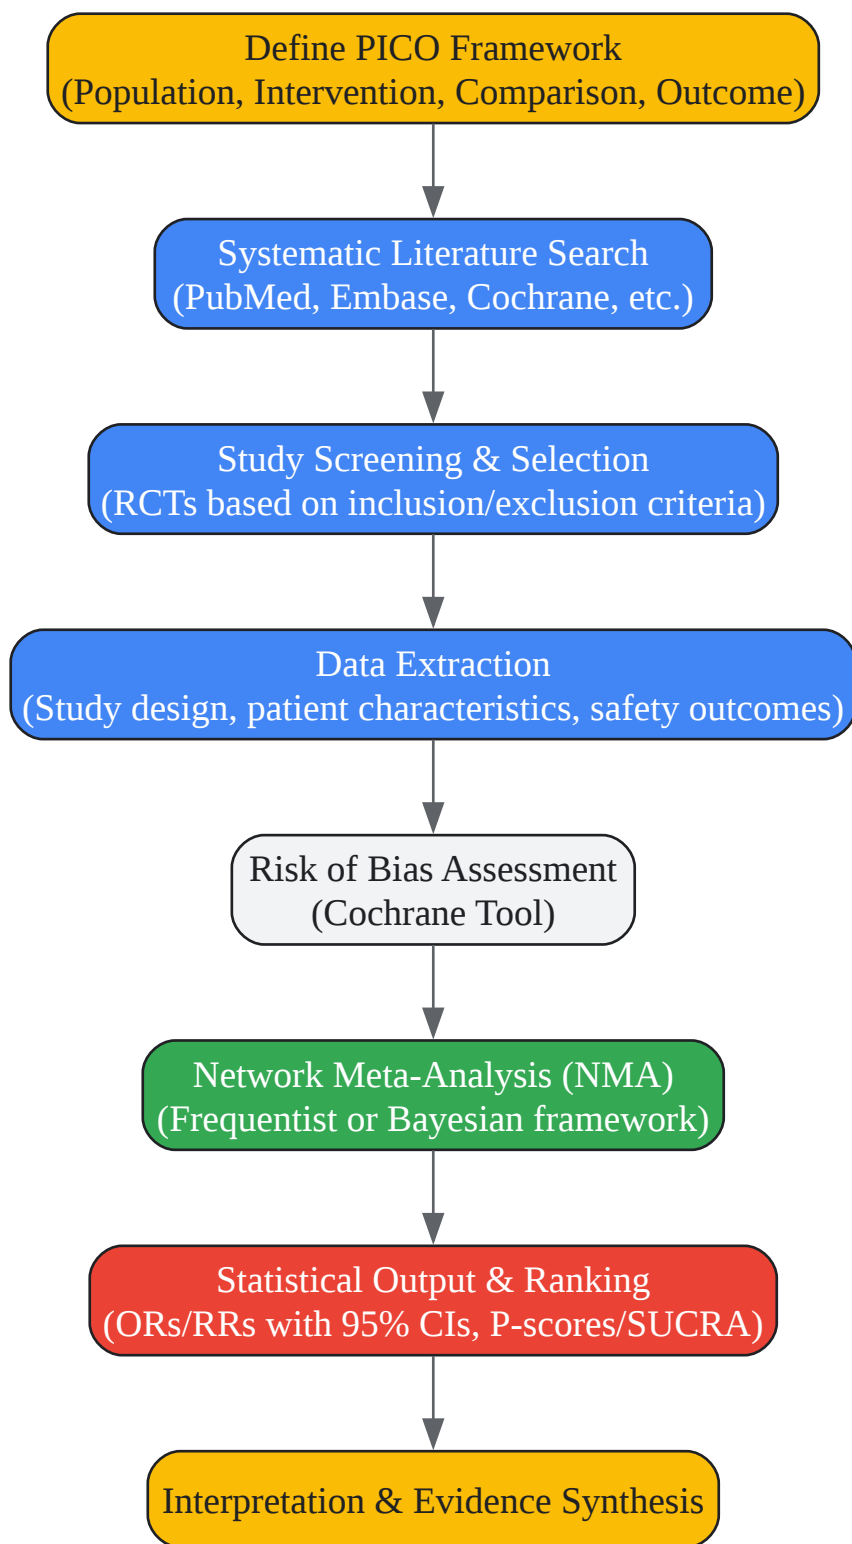 Define PICO Framework
(Population, Intervention, Comparison, Outcome)
Systematic Literature Search
(PubMed, Embase, Cochrane, etc.)
Study Screening & Selection
(RCTs based on inclusion/exclusion criteria)
Data Extraction
(Study design, patient characteristics, safety outcomes)
Risk of Bias Assessment
(Cochrane Tool)
Network Meta-Analysis (NMA)
(Frequentist or Bayesian framework)
Statistical Output & Ranking
(ORs/RRs with 95% CIs, P-scores/SUCRA)
Interpretation & Evidence Synthesis